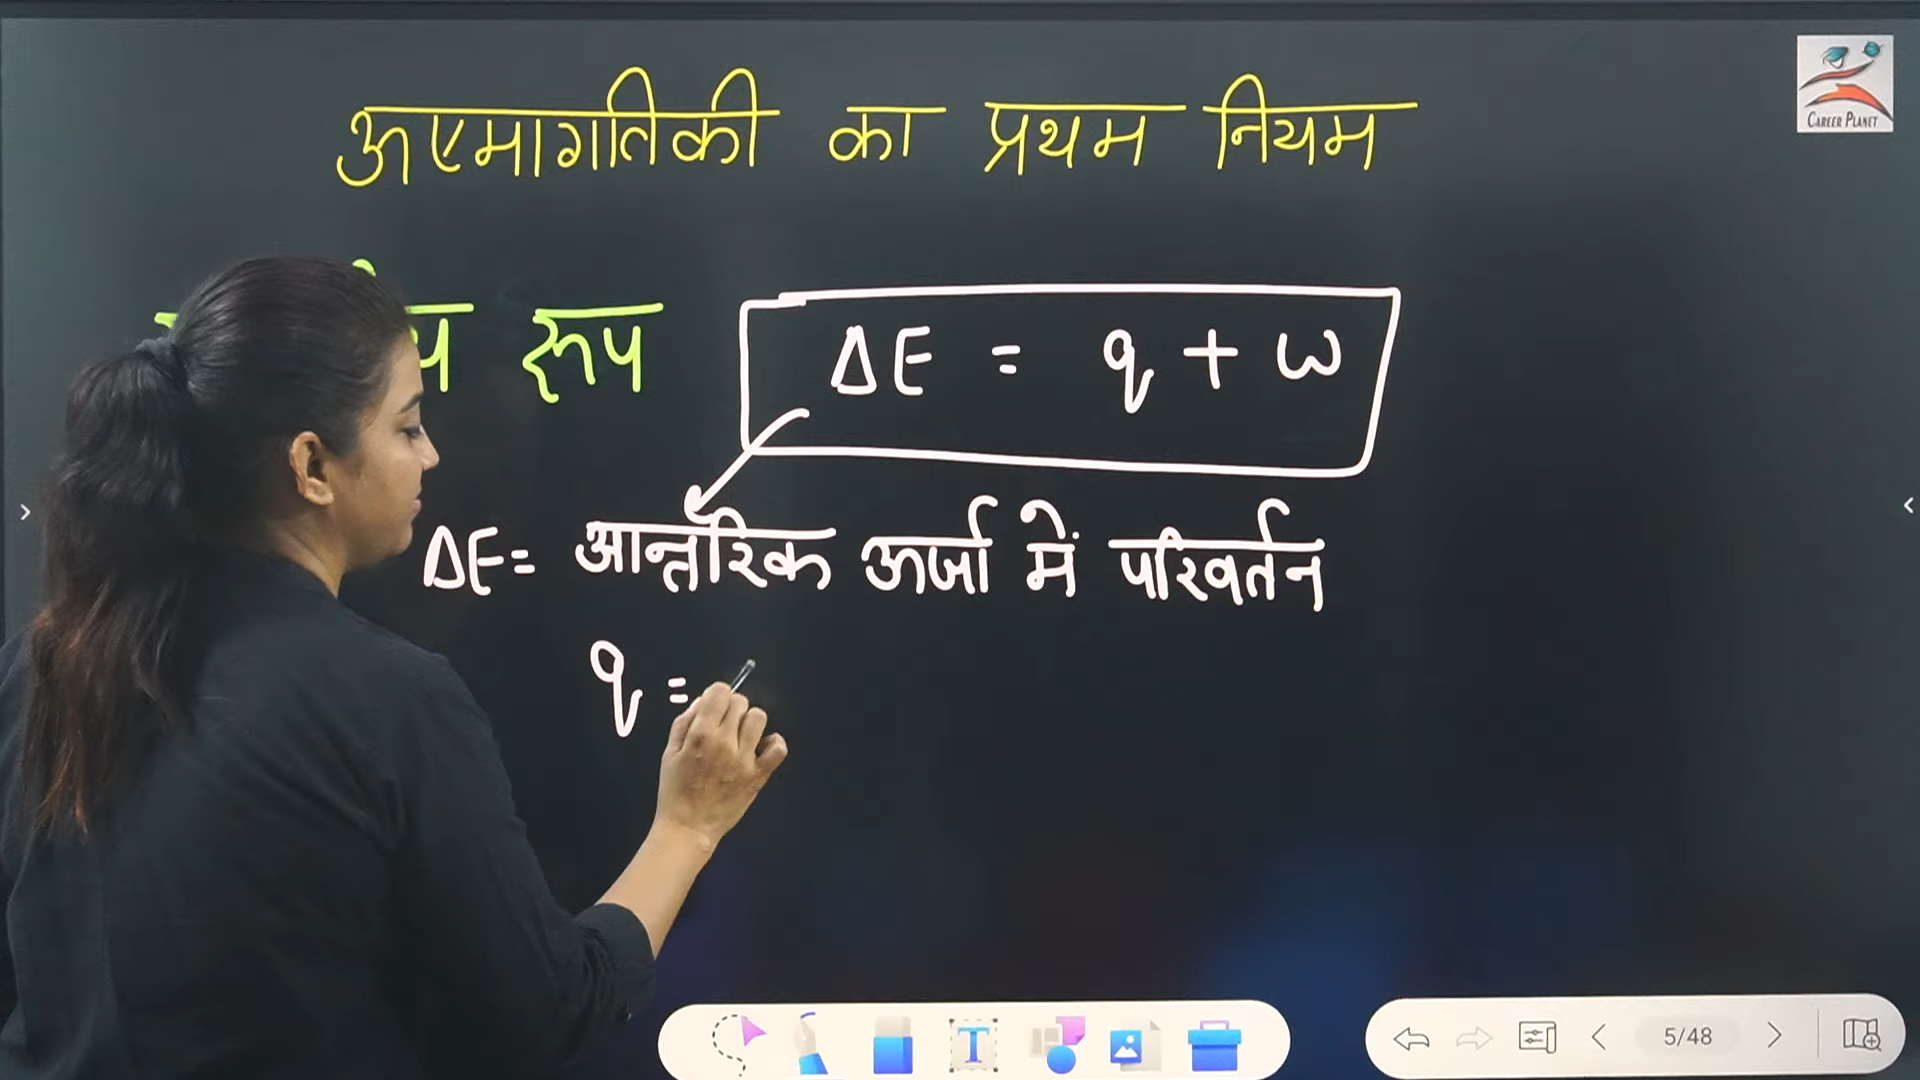 ऊष्मागतिकी का प्रथम नियम
CAREER PLANET
रूप ΔE = q + w
ΔE = आन्तरिक ऊर्जा में परिवर्तन
q =
T
5/48